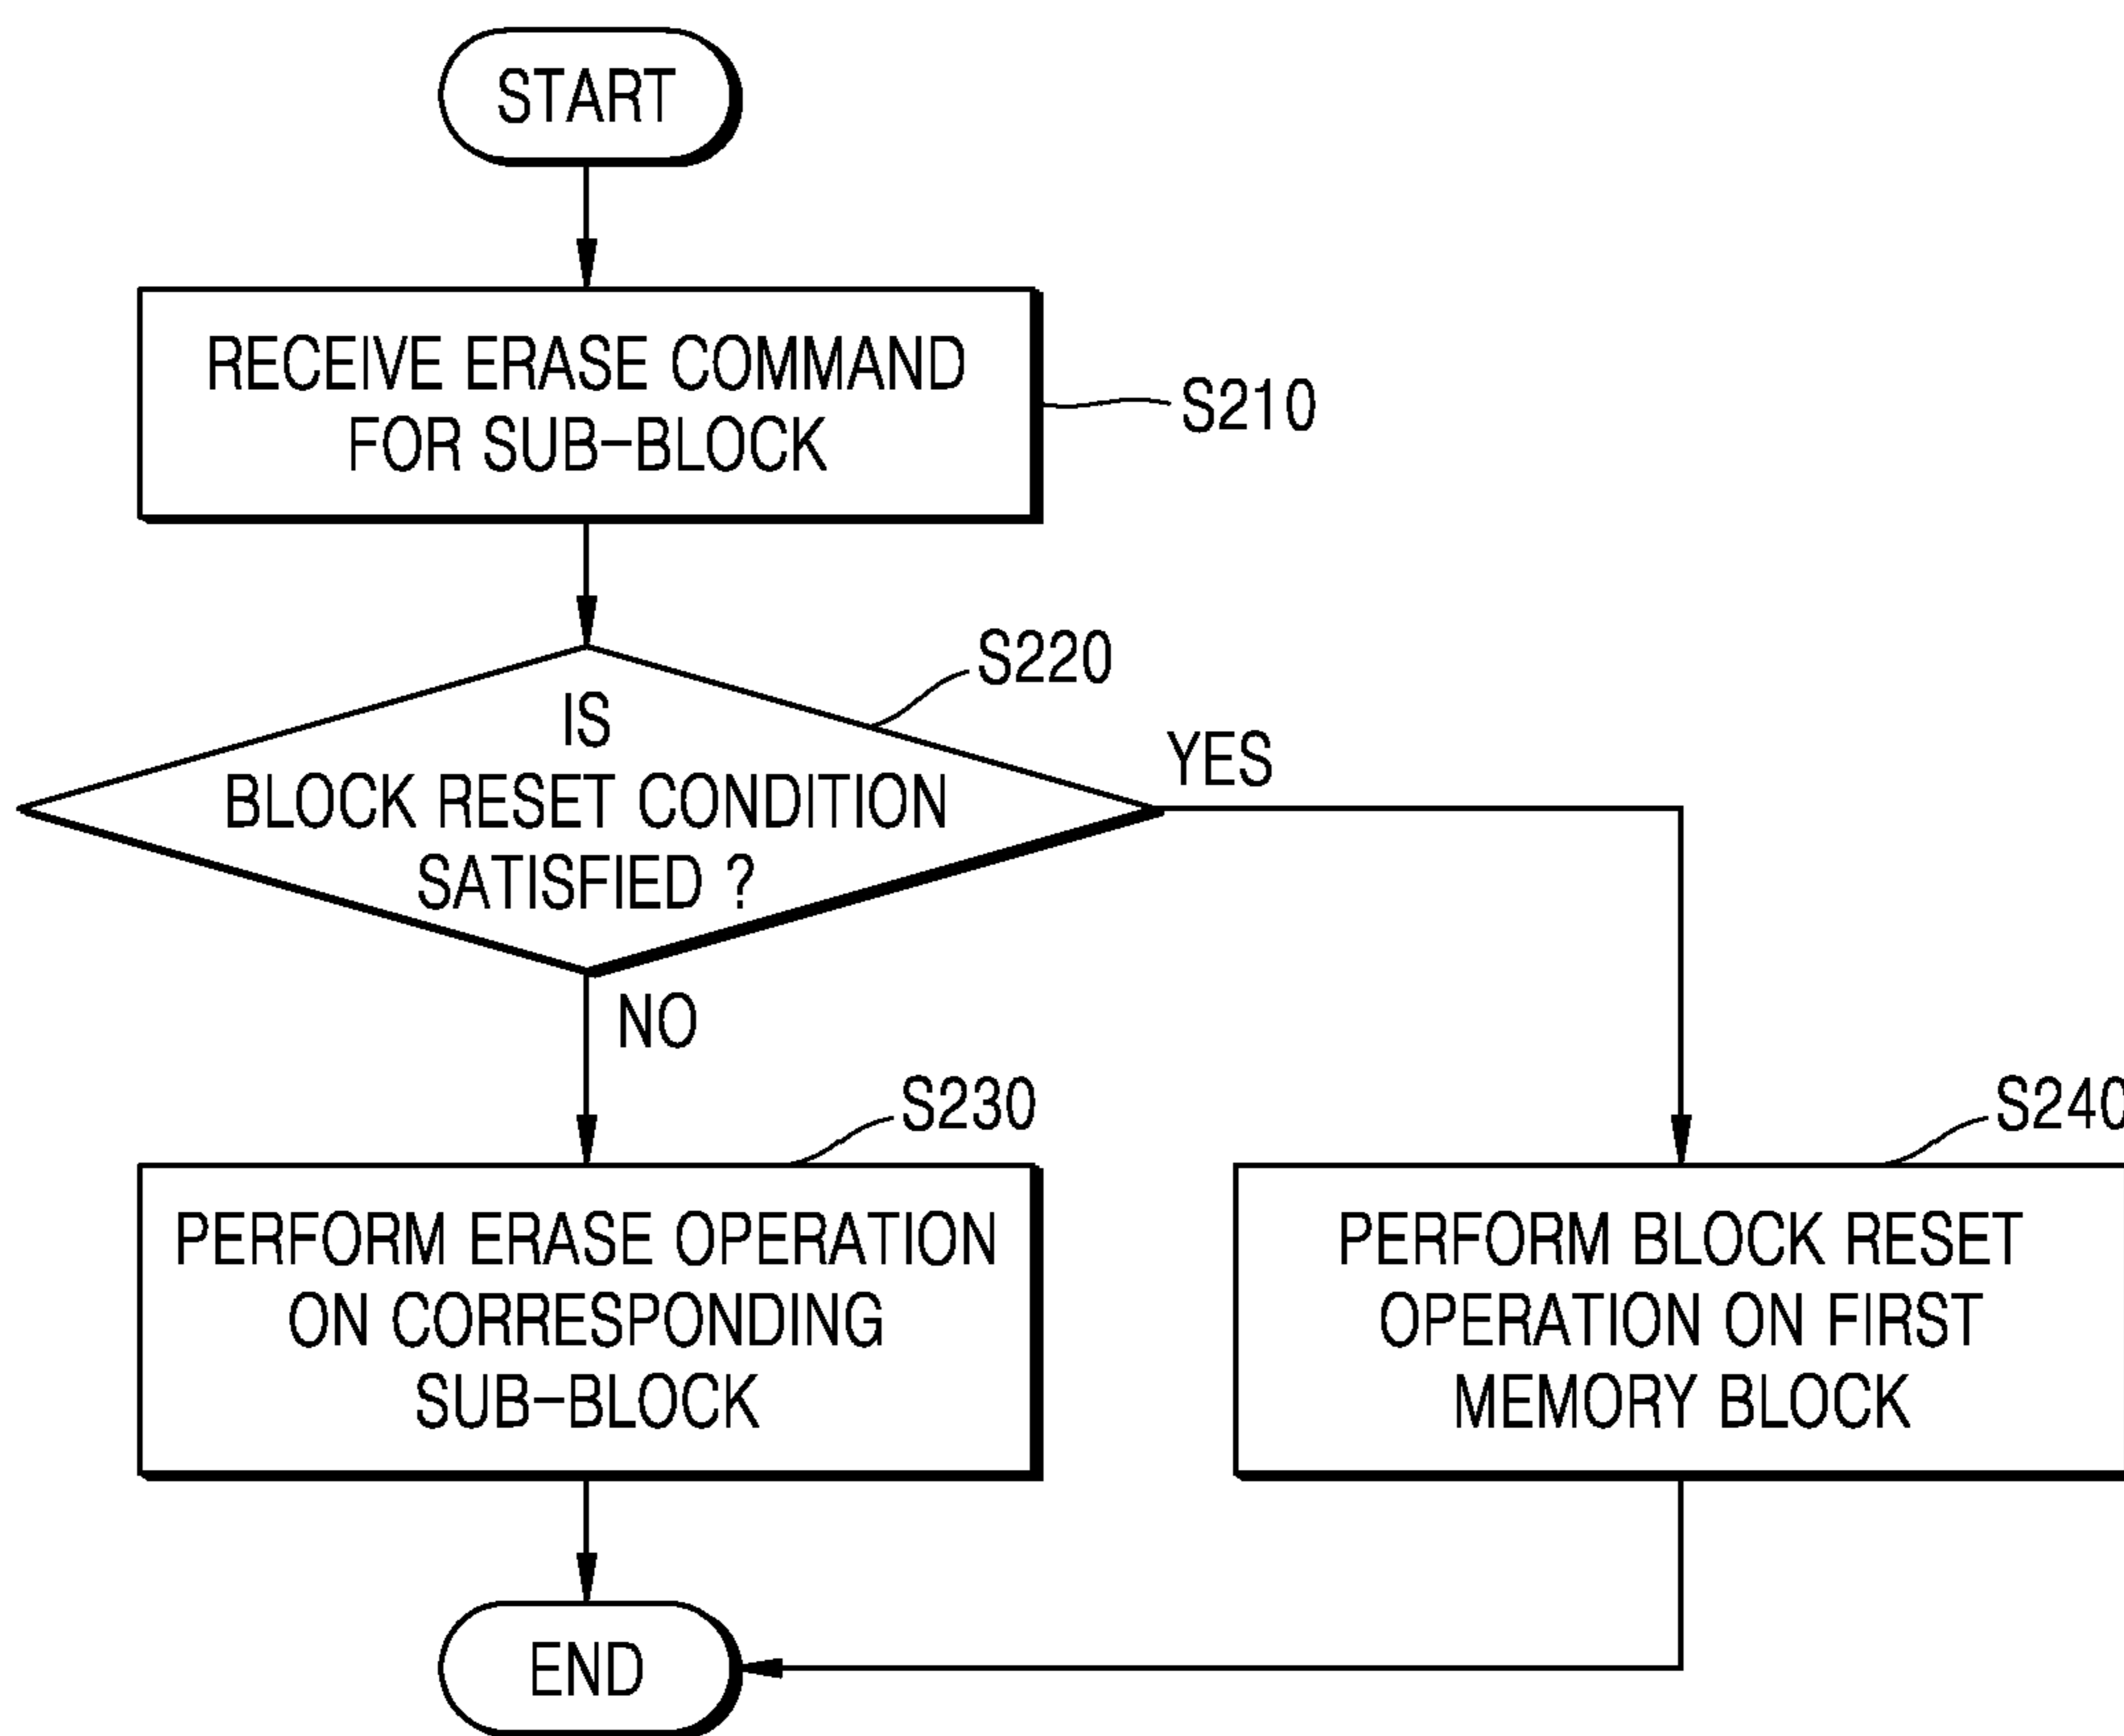 START
RECEIVE ERASE COMMAND
FOR SUB-BLOCK
S210
S220
IS
BLOCK RESET CONDITION
SATISFIED ?
YES
NO
S230
PERFORM ERASE OPERATION
ON CORRESPONDING
SUB-BLOCK
S240
PERFORM BLOCK RESET
OPERATION ON FIRST
MEMORY BLOCK
END